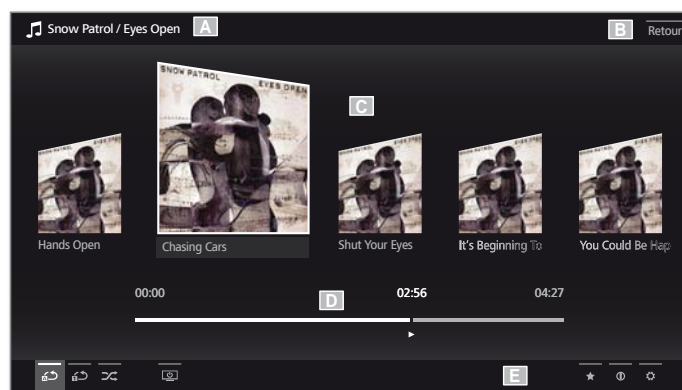 Snow Patrol / Eyes Open A B Retour
SNOW PATROL EYES OPEN
C
Hands Open Chasing Cars Shut Your Eyes It's Beginning To You Could Be Hap
00:00 D 02:56 04:27
E